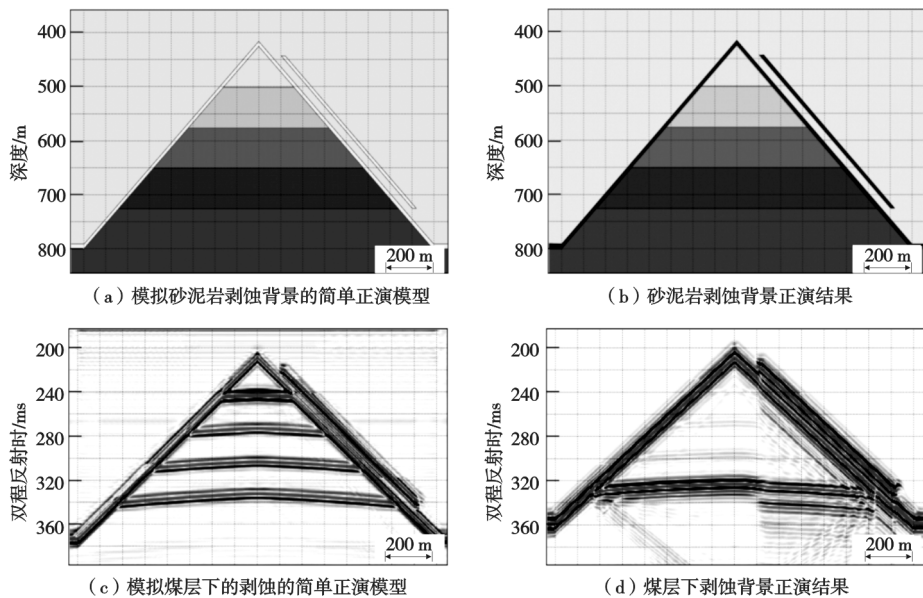 400
500
600
700
800
深度/m
200 m
(a)模拟砂泥岩剥蚀背景的简单正演模型
400
500
600
700
800
深度/m
200 m
(b)砂泥岩剥蚀背景正演结果
200
240
280
320
360
双程反射时/ms
200 m
(c)模拟煤层下的剥蚀的简单正演模型
200
240
280
320
360
双程反射时/ms
200 m
(d)煤层下剥蚀背景正演结果